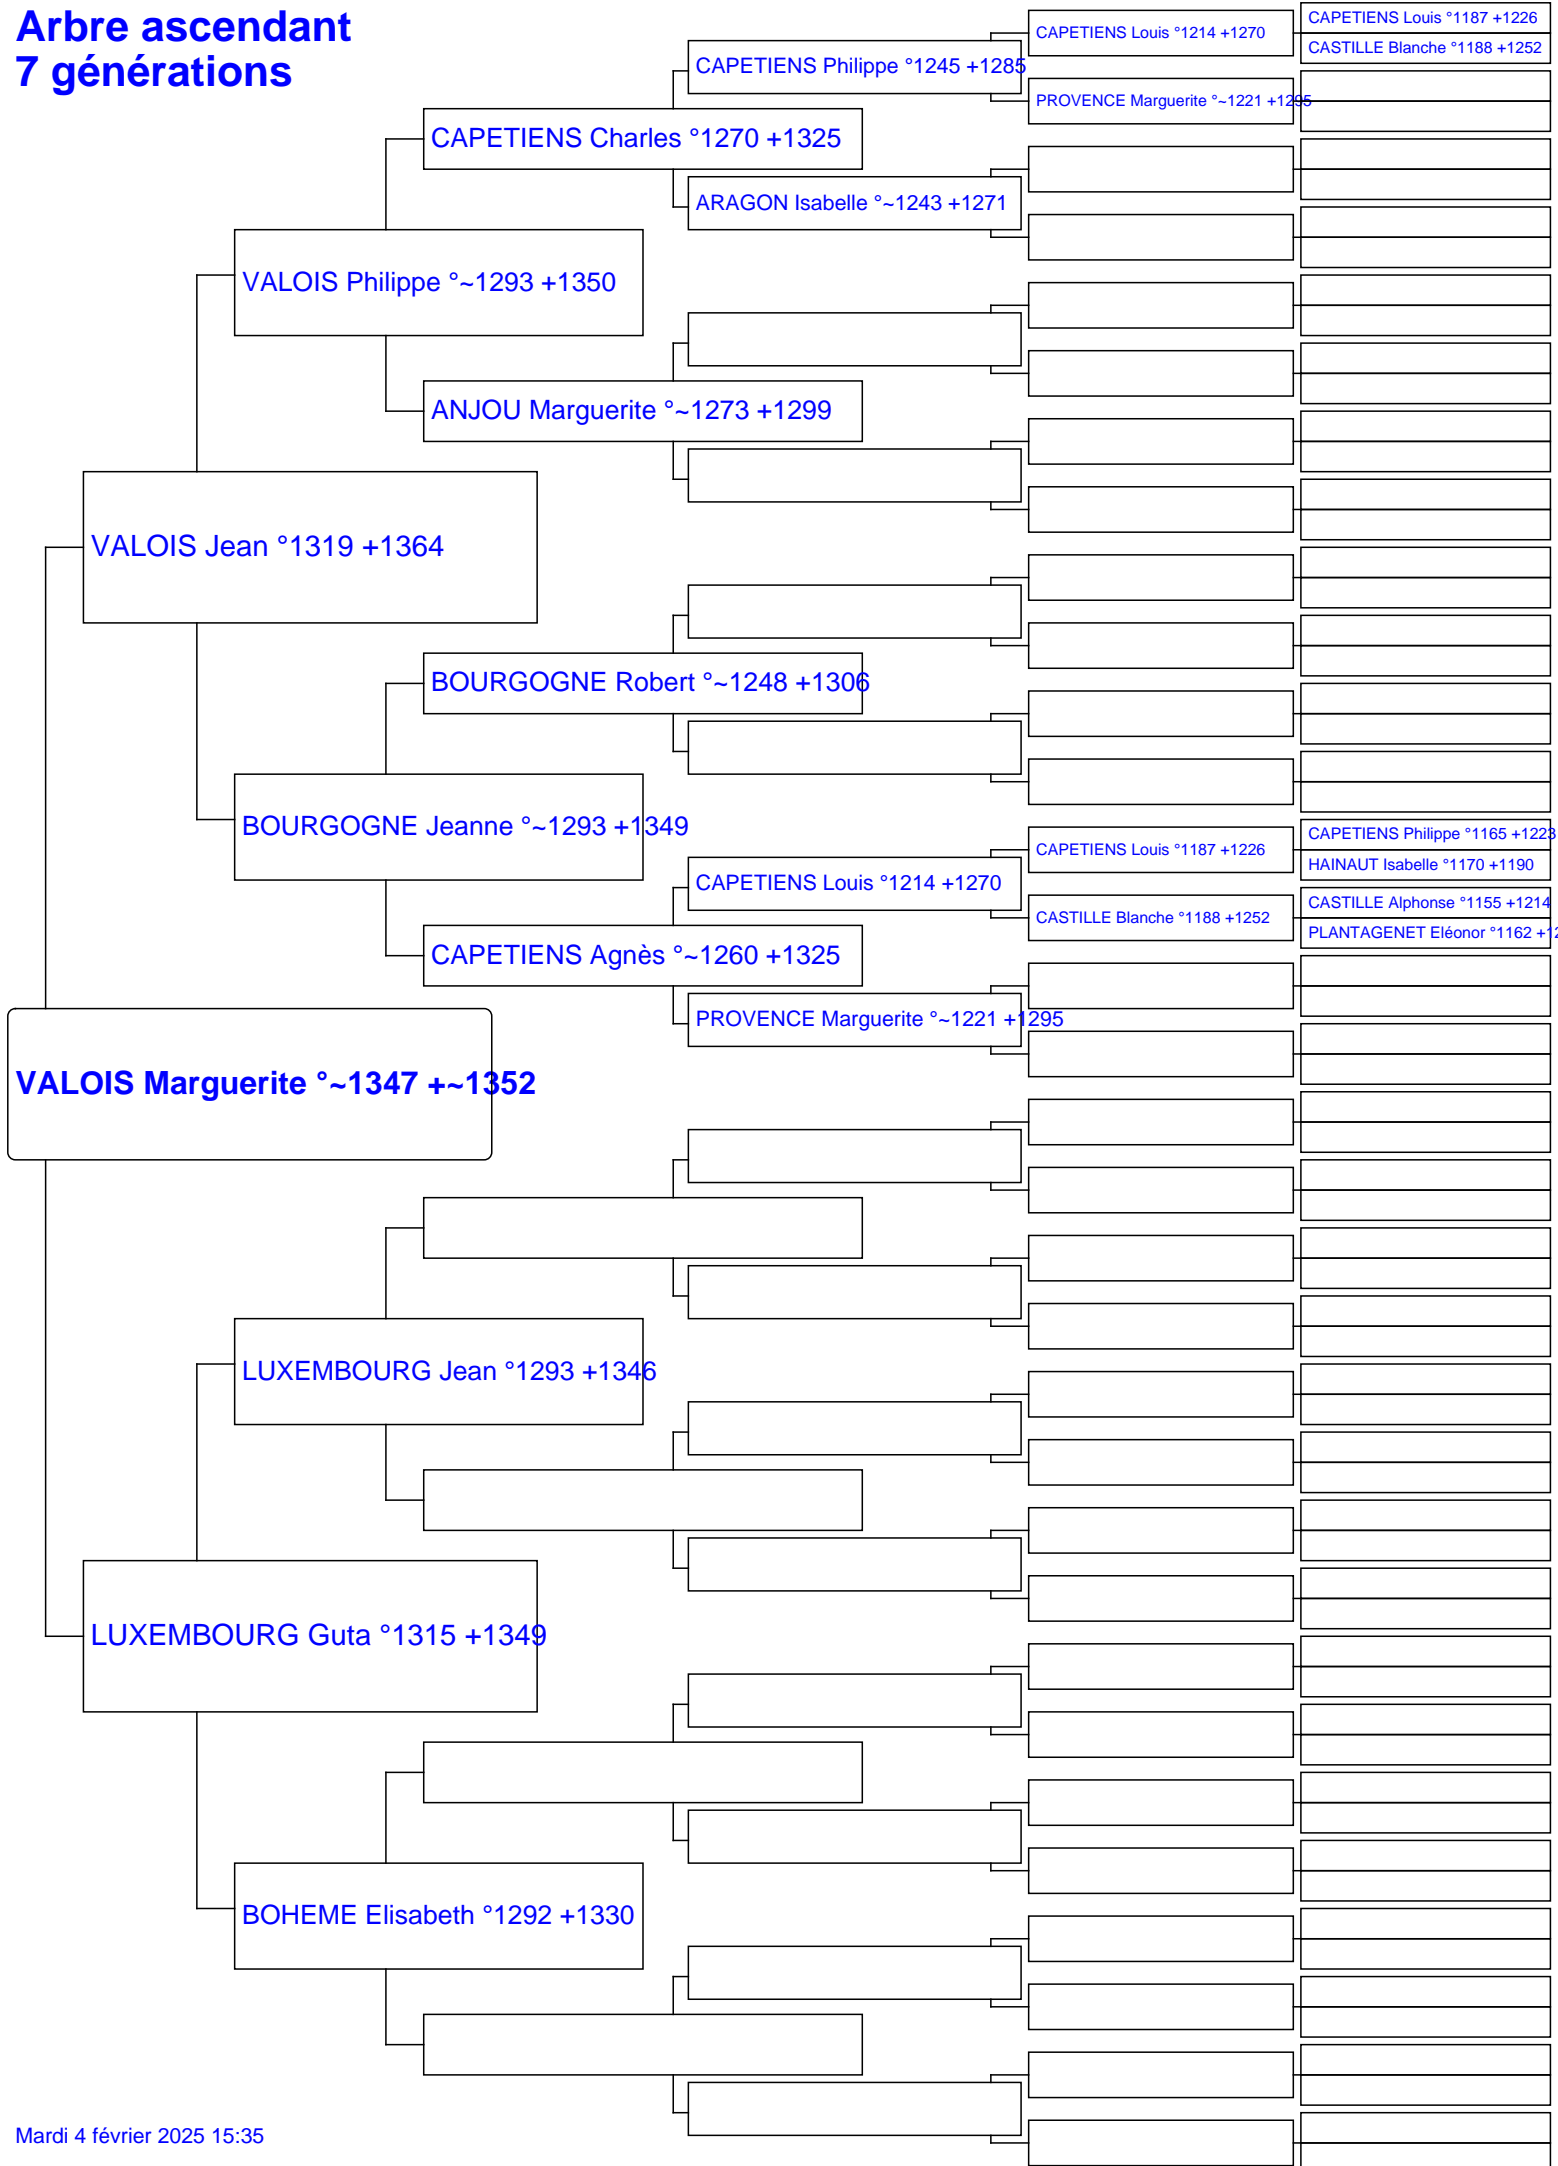 Arbre ascendant
7 générations
CAPETIENS Louis °1187 +1226
CAPETIENS Louis °1214 +1270
CASTILLE Blanche °1188 +1252
CAPETIENS Philippe °1245 +1285
PROVENCE Marguerite °~1221 +1295
CAPETIENS Charles °1270 +1325
ARAGON Isabelle °~1243 +1271
VALOIS Philippe °~1293 +1350
ANJOU Marguerite °~1273 +1299
VALOIS Jean °1319 +1364
BOURGOGNE Robert °~1248 +1306
BOURGOGNE Jeanne °~1293 +1349
CAPETIENS Philippe °1165 +1223
CAPETIENS Louis °1187 +1226
HAINAUT Isabelle °1170 +1190
CAPETIENS Louis °1214 +1270
CASTILLE Alphonse °1155 +1214
CASTILLE Blanche °1188 +1252
PLANTAGENET Eléonor °1162
CAPETIENS Agnès °~1260 +1325
PROVENCE Marguerite °~1221 +1295
VALOIS Marguerite °~1347 +~1352
LUXEMBOURG Jean °1293 +1346
LUXEMBOURG Guta °1315 +1349
BOHEME Elisabeth °1292 +1330
Mardi 4 février 2025 15:35